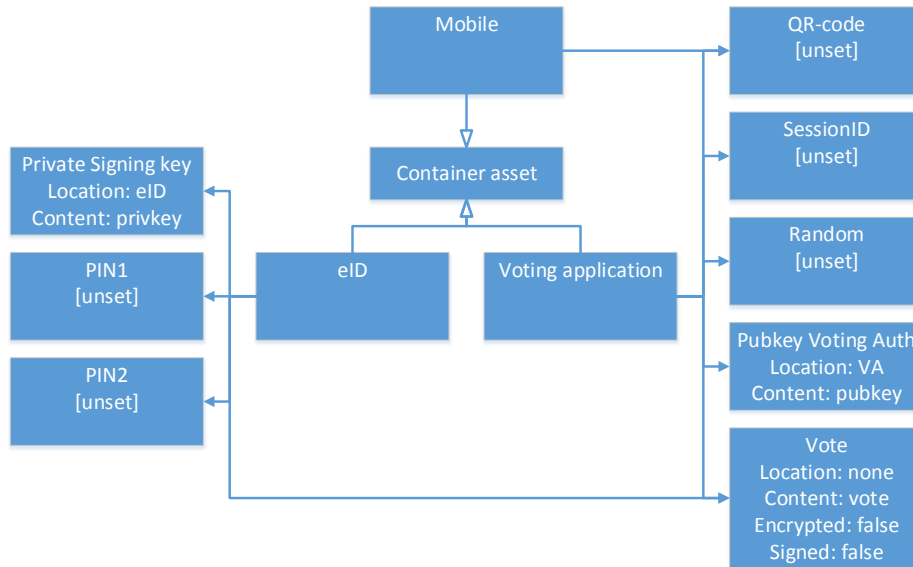 Mobile
QR-code
[unset]
SessionID
[unset]
Container asset
Private Signing key
Location: eID
Content: privkey
Random
[unset]
eID
Voting application
PIN1
[unset]
Pubkey Voting Auth
Location: VA
Content: pubkey
PIN2
[unset]
Vote
Location: none
Content: vote
Encrypted: false
Signed: false